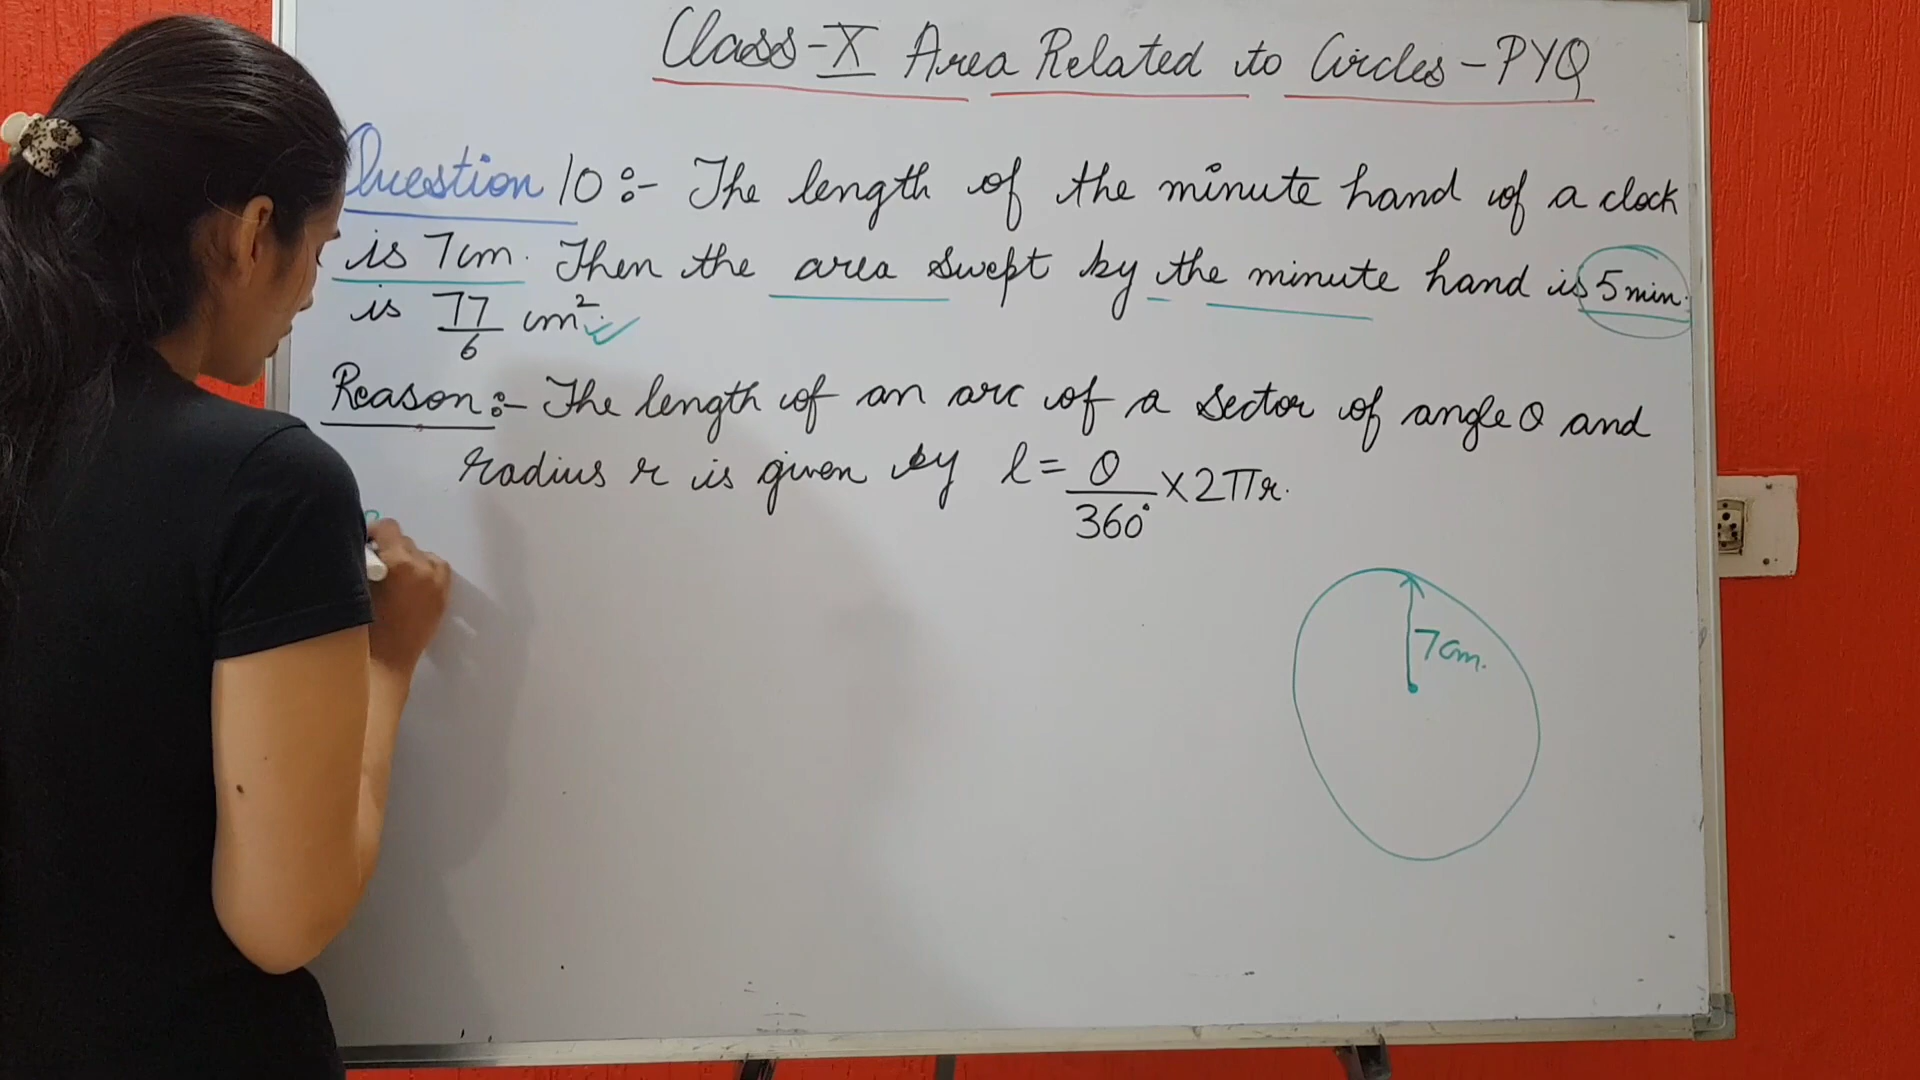 Class-X Area Related to Circles-PYQ
Question 10:- The length of the minute hand of a clock
is 7cm. Then the area swept by the minute hand is 5min.
is 77/6 cm².
Reason:- The length of an arc of a sector of angle θ and
radius r is given by l = θ/360° × 2πr.
7cm.